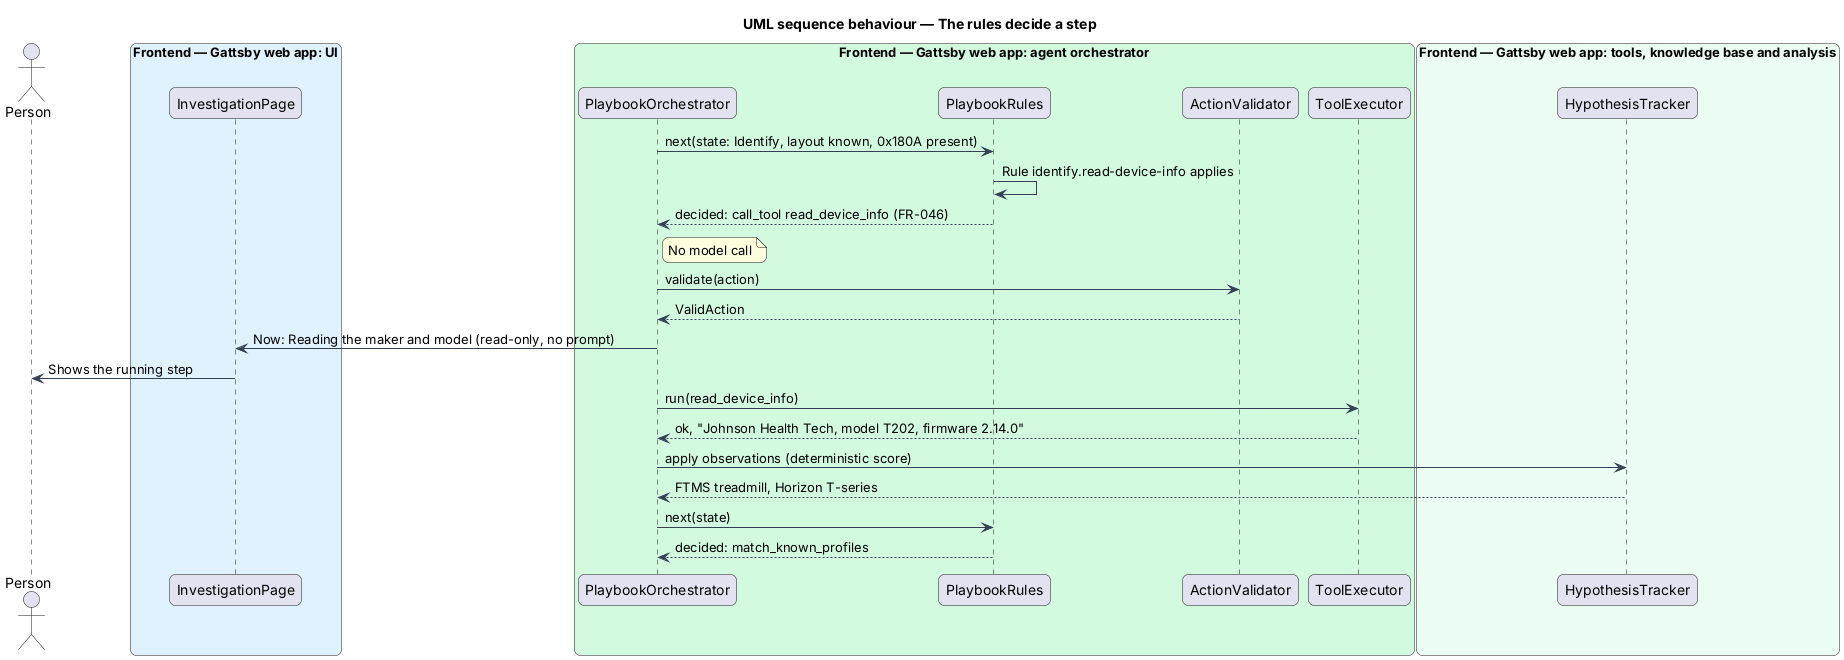 UML sequence behaviour — The rules decide a step
Frontend — Gattsby web app: UI
Frontend — Gattsby web app: agent orchestrator
Frontend — Gattsby web app: tools, knowledge base and analysis
Person
InvestigationPage
PlaybookOrchestrator
PlaybookRules
ActionValidator
ToolExecutor
HypothesisTracker
next(state: Identify, layout known, 0x180A present)
Rule identify.read-device-info applies
decided: call_tool read_device_info (FR-046)
No model call
validate(action)
ValidAction
Now: Reading the maker and model (read-only, no prompt)
Shows the running step
run(read_device_info)
ok, "Johnson Health Tech, model T202, firmware 2.14.0"
apply observations (deterministic score)
FTMS treadmill, Horizon T-series
next(state)
decided: match_known_profiles
Person
InvestigationPage
PlaybookOrchestrator
PlaybookRules
ActionValidator
ToolExecutor
HypothesisTracker